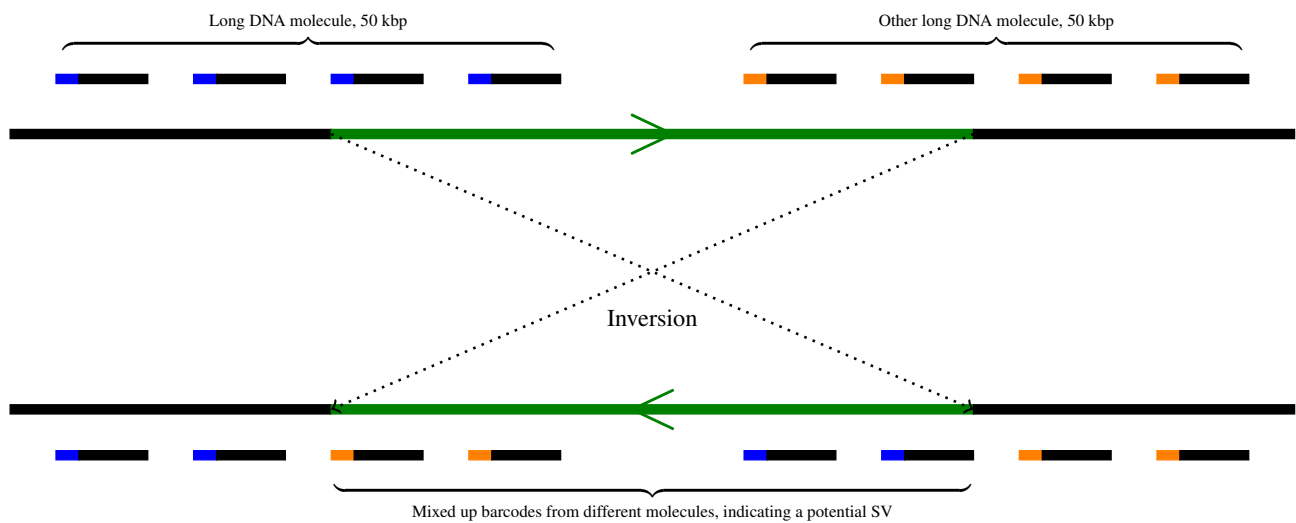 Long DNA molecule, 50 kbp
Other long DNA molecule, 50 kbp
Inversion
Mixed up barcodes from different molecules, indicating a potential SV